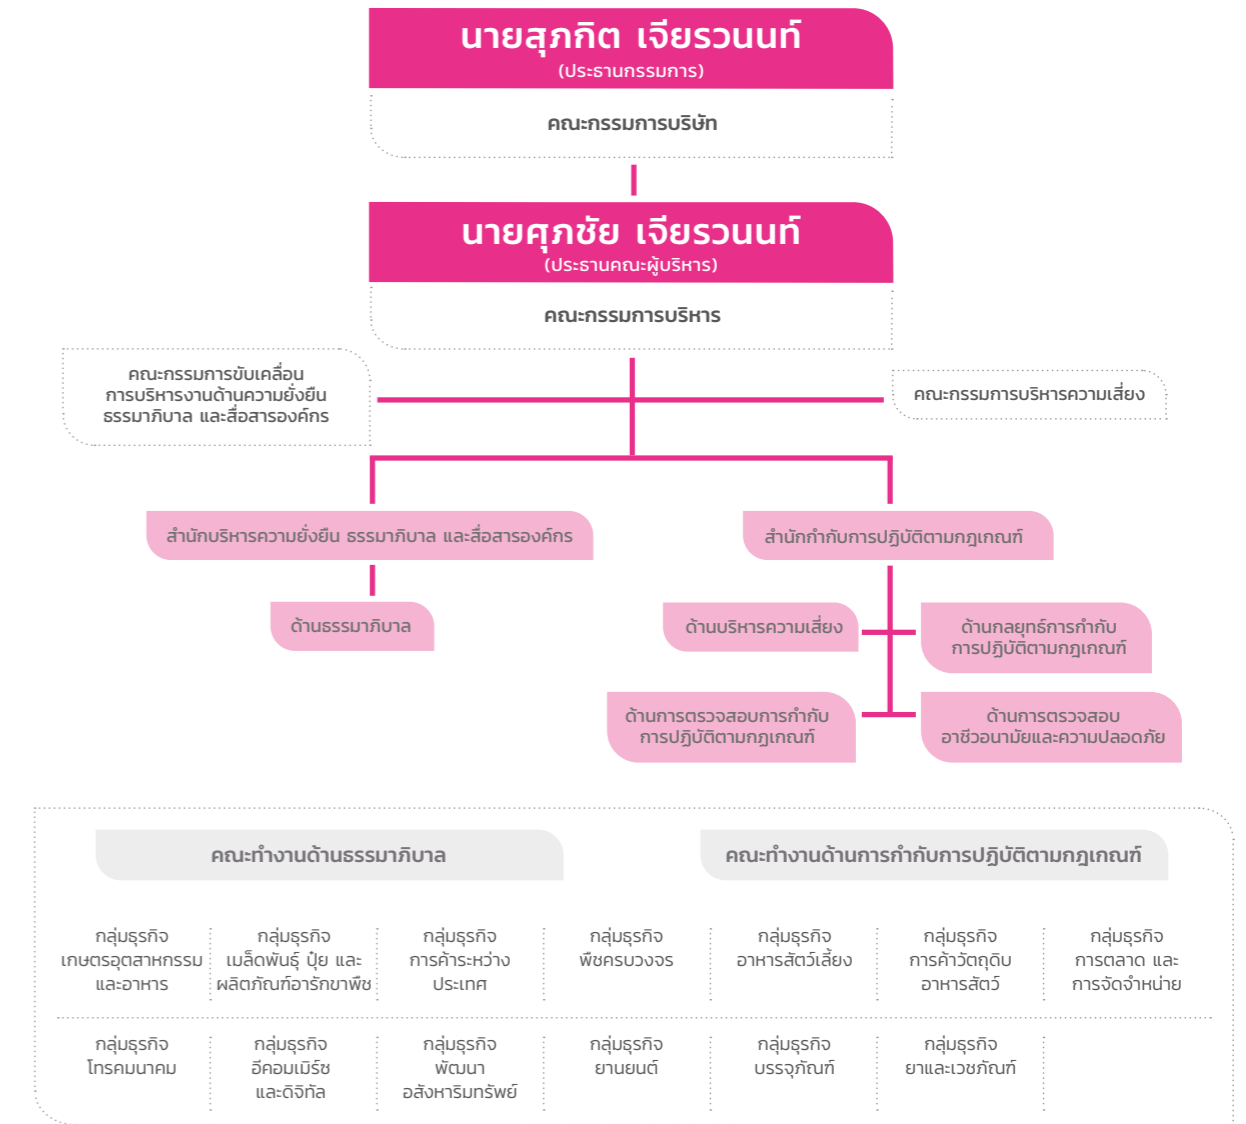 นายสุภกิต เจียรวนนท์
(ประธานกรรมการ)
คณะกรรมการบริษัท
นายศุภชัย เจียรวนนท์
(ประธานคณะผู้บริหาร)
คณะกรรมการบริหาร
คณะกรรมการขับเคลื่อน
การบริหารงานด้านความยั่งยืน
ธรรมาภิบาล และสื่อสารองค์กร
คณะกรรมการบริหารความเสี่ยง
สำนักบริหารความยั่งยืน ธรรมาภิบาล และสื่อสารองค์กร
สำนักกำกับการปฏิบัติตามกฎเกณฑ์
ด้านธรรมาภิบาล
ด้านบริหารความเสี่ยง
ด้านกลยุทธ์การกำกับ
การปฏิบัติตามกฎเกณฑ์
ด้านการตรวจสอบการกำกับ
การปฏิบัติตามกฎเกณฑ์
ด้านการตรวจสอบ
อาชีวอนามัยและความปลอดภัย
คณะทำงานด้านธรรมาภิบาล
คณะทำงานด้านการกำกับการปฏิบัติตามกฎเกณฑ์
กลุ่มธุรกิจ
เกษตรอุตสาหกรรม
และอาหาร
กลุ่มธุรกิจ
เมล็ดพันธุ์ ปุ๋ย และ
ผลิตภัณฑ์อารักขาพืช
กลุ่มธุรกิจ
การค้าระหว่าง
ประเทศ
กลุ่มธุรกิจ
พืชครบวงจร
กลุ่มธุรกิจ
อาหารสัตว์เลี้ยง
กลุ่มธุรกิจ
การค้าวัตถุดิบ
อาหารสัตว์
กลุ่มธุรกิจ
การตลาด และ
การจัดจำหน่าย
กลุ่มธุรกิจ
โทรคมนาคม
กลุ่มธุรกิจ
อีคอมเมิร์ซ
และดิจิทัล
กลุ่มธุรกิจ
พัฒนา
อสังหาริมทรัพย์
กลุ่มธุรกิจ
ยานยนต์
กลุ่มธุรกิจ
บรรจุภัณฑ์
กลุ่มธุรกิจ
ยาและเวชภัณฑ์